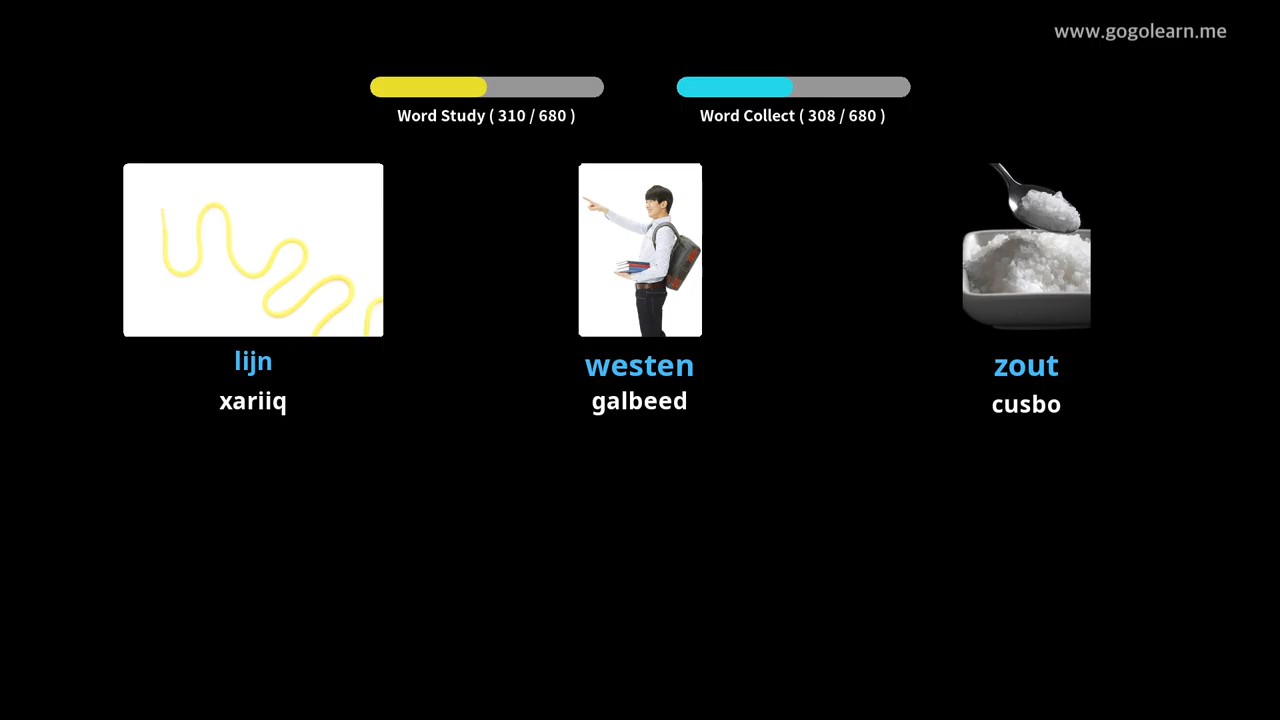 www.gogolearn.me
Word Study ( 310 / 680 )
Word Collect ( 308 / 680 )
lijn
xariiq
westen
galbeed
zout
cusbo